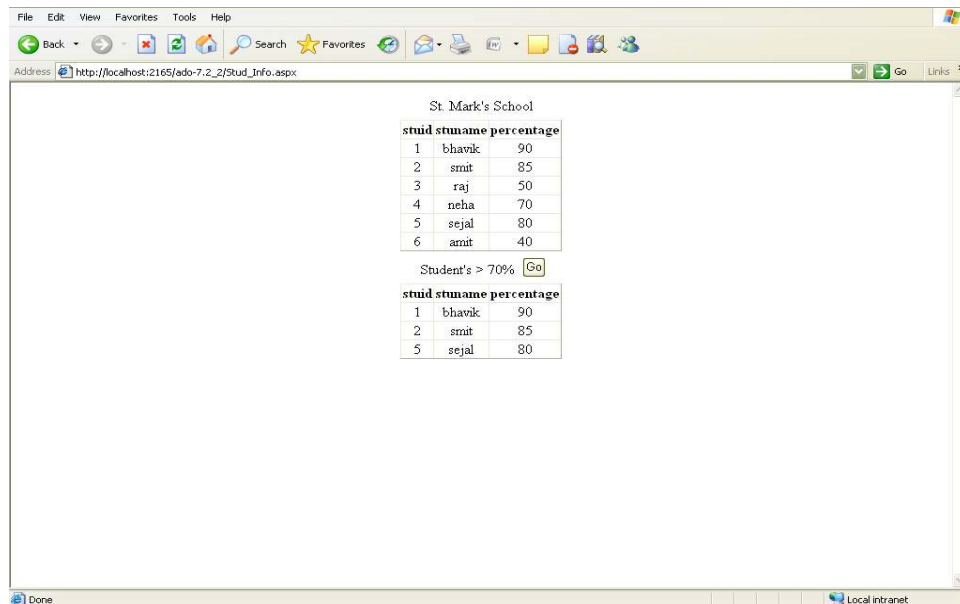 File Edit View Favorites Tools Help
Back Search Favorites
Address http://localhost:2165/ado-7.2_2/Stud_Info.aspx Go Links
St. Mark's School
stuid stuname percentage
1 bhavik 90
2 smit 85
3 raj 50
4 neha 70
5 sejal 80
6 amit 40
Student's > 70% Go
stuid stuname percentage
1 bhavik 90
2 smit 85
5 sejal 80
Done Local intranet